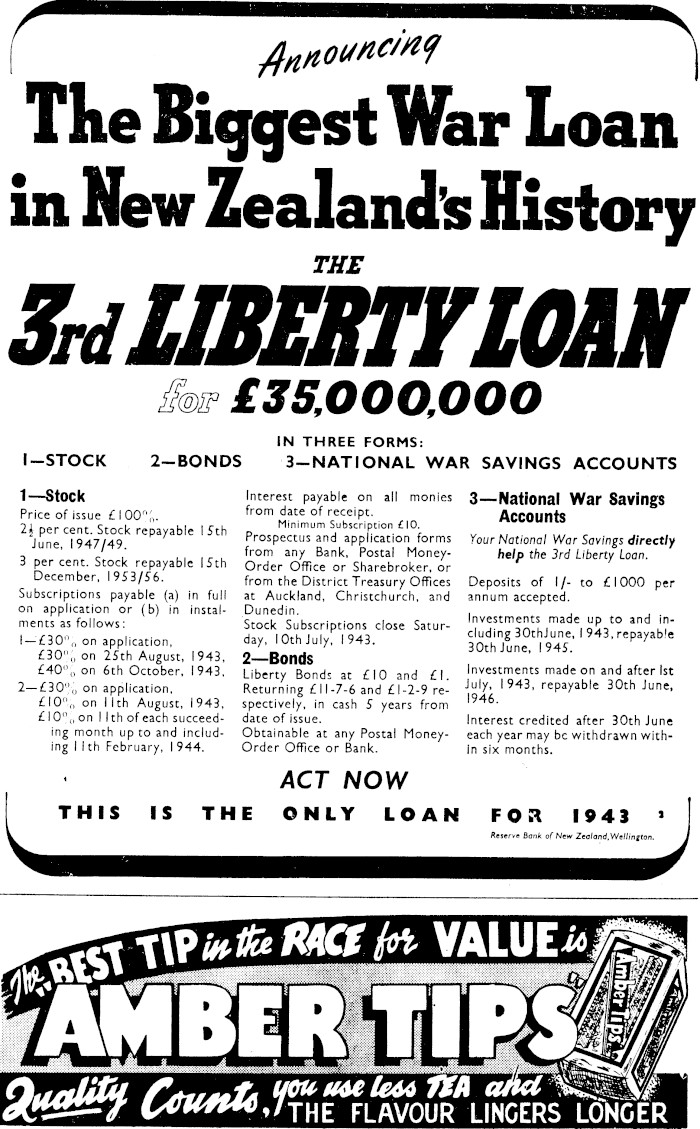 Announcing
The Biggest War Loan
in New Zealand's History
THE
3rd LIBERTY LOAN
for £35,000,000
IN THREE FORMS:
1—STOCK 2—BONDS 3—NATIONAL WAR SAVINGS ACCOUNTS
1—Stock
Price of issue £100%.
2½ per cent. Stock repayable 15th
June, 1947/49.
3 per cent. Stock repayable 15th
December, 1953/56.
Subscriptions payable (a) in full
on application or (b) in instal-
ments as follows:
1—£30% on application,
£30% on 25th August, 1943,
£40% on 6th October, 1943,
2—£30% on application,
£10% on 11th August, 1943,
£10% on 11th of each succeed-
ing month up to and includ-
ing 11th February, 1944.
Interest payable on all monies
from date of receipt.
Minimum Subscription £10.
Prospectus and application forms
from any Bank, Postal Money-
Order Office or Sharebroker, or
from the District Treasury Offices
at Auckland, Christchurch, and
Dunedin.
Stock Subscriptions close Satur-
day, 10th July, 1943.
2—Bonds
Liberty Bonds at £10 and £1.
Returning £11-7-6 and £1-2-9 re-
spectively, in cash 5 years from
date of issue.
Obtainable at any Postal Money-
Order Office or Bank.
3—National War Savings
Accounts
Your National War Savings directly
help the 3rd Liberty Loan.
Deposits of 1/- to £1000 per
annum accepted.
Investments made up to and in-
cluding 30th June, 1943, repayable
30th June, 1945.
Investments made on and after 1st
July, 1943, repayable 30th June,
1946.
Interest credited after 30th June
each year may be withdrawn with-
in six months.
ACT NOW
THIS IS THE ONLY LOAN FOR 1943
Reserve Bank of New Zealand, Wellington.
The BEST TIP in the RACE for VALUE is
"AMBER TIPS"
Amber Tips
Quality Counts, you use less TEA and
THE FLAVOUR LINGERS LONGER